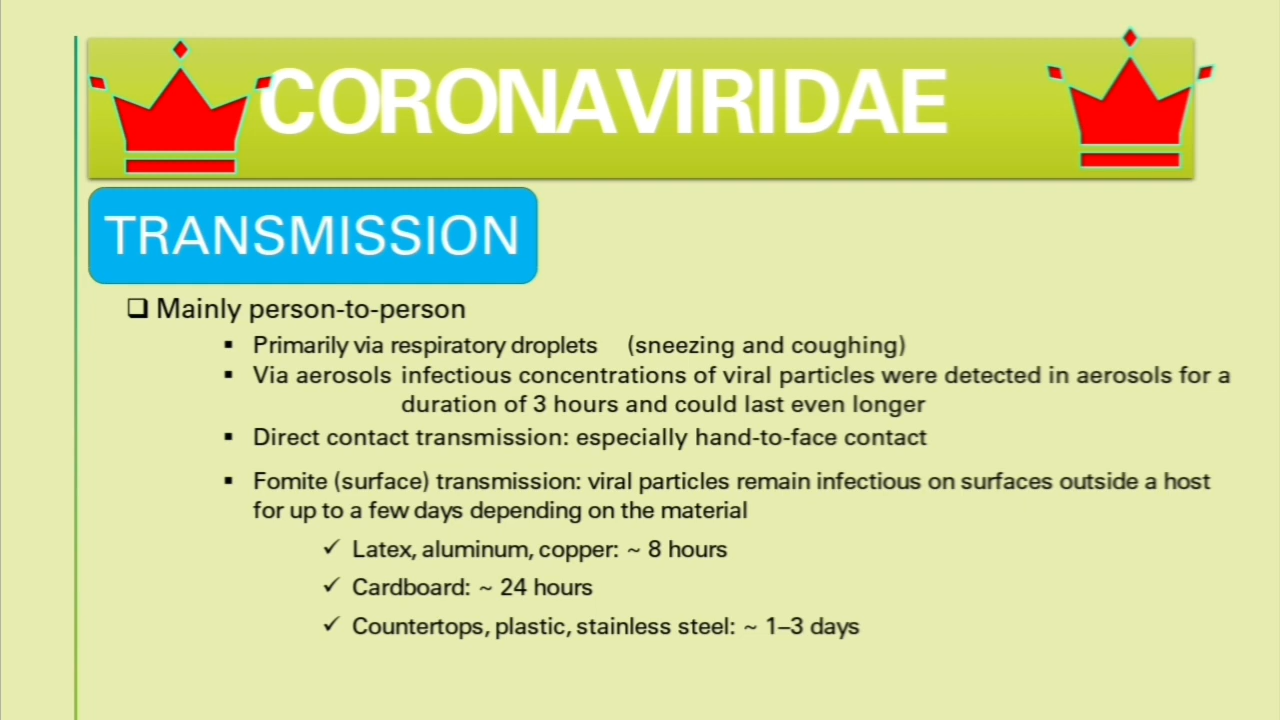 CORONAVIRIDAE
TRANSMISSION
❑ Mainly person-to-person
▪ Primarily via respiratory droplets (sneezing and coughing)
▪ Via aerosols infectious concentrations of viral particles were detected in aerosols for a
duration of 3 hours and could last even longer
▪ Direct contact transmission: especially hand-to-face contact
▪ Fomite (surface) transmission: viral particles remain infectious on surfaces outside a host
for up to a few days depending on the material
✓ Latex, aluminum, copper: ~ 8 hours
✓ Cardboard: ~ 24 hours
✓ Countertops, plastic, stainless steel: ~ 1–3 days